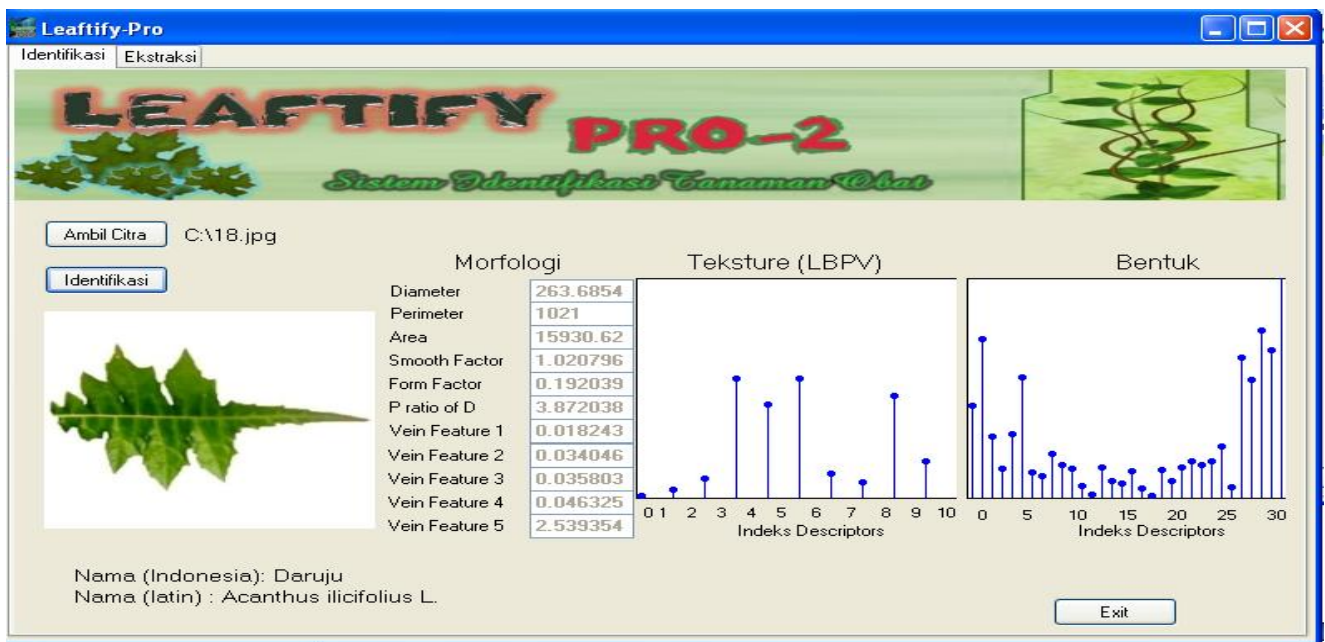 Leaftify-Pro
Identifikasi Ekstraksi
LEAFTIFY
PRO-2
Sistem Identifikasi Tanaman Obat
Ambil Citra C:\18.jpg
Identifikasi
Morfologi
Diameter 263.6854
Perimeter 1021
Area 15930.62
Smooth Factor 1.020796
Form Factor 0.192039
P ratio of D 3.872038
Vein Feature 1 0.018243
Vein Feature 2 0.034046
Vein Feature 3 0.035803
Vein Feature 4 0.046325
Vein Feature 5 2.539354
Teksture (LBPV)
0 1 2 3 4 5 6 7 8 9 10
Indeks Descriptors
Bentuk
0 5 10 15 20 25 30
Indeks Descriptors
Nama (Indonesia): Daruju
Nama (latin) : Acanthus ilicifolius L.
Exit